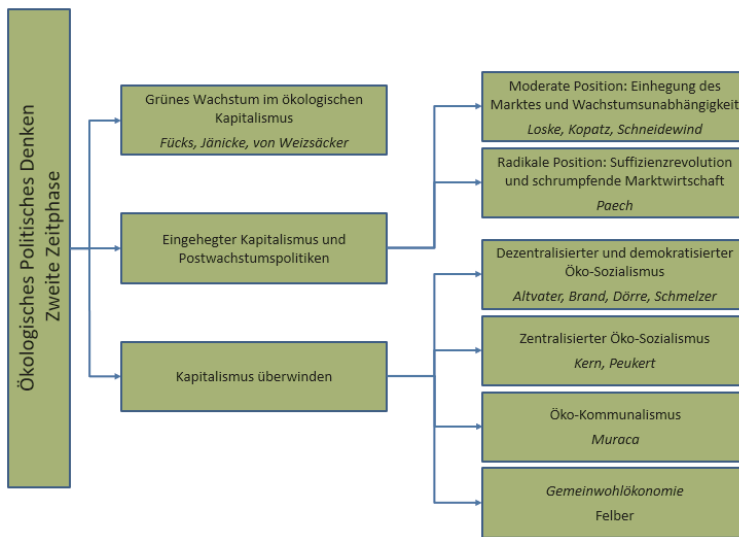 Ökologisches Politisches Denken
Zweite Zeitphase
Grünes Wachstum im ökologischen
Kapitalismus
Fücks, Jänicke, von Weizsäcker
Eingehegter Kapitalismus und
Postwachstumspolitiken
Kapitalismus überwinden
Moderate Position: Einhegung des
Marktes und Wachstumsunabhängigkeit
Loske, Kopatz, Schneidewind
Radikale Position: Suffizienzrevolution
und schrumpfende Marktwirtschaft
Paech
Dezentralisierter und demokratisierter
Öko-Sozialismus
Altvater, Brand, Dörre, Schmelzer
Zentralisierter Öko-Sozialismus
Kern, Peukert
Öko-Kommunalismus
Muraca
Gemeinwohlökonomie
Felber